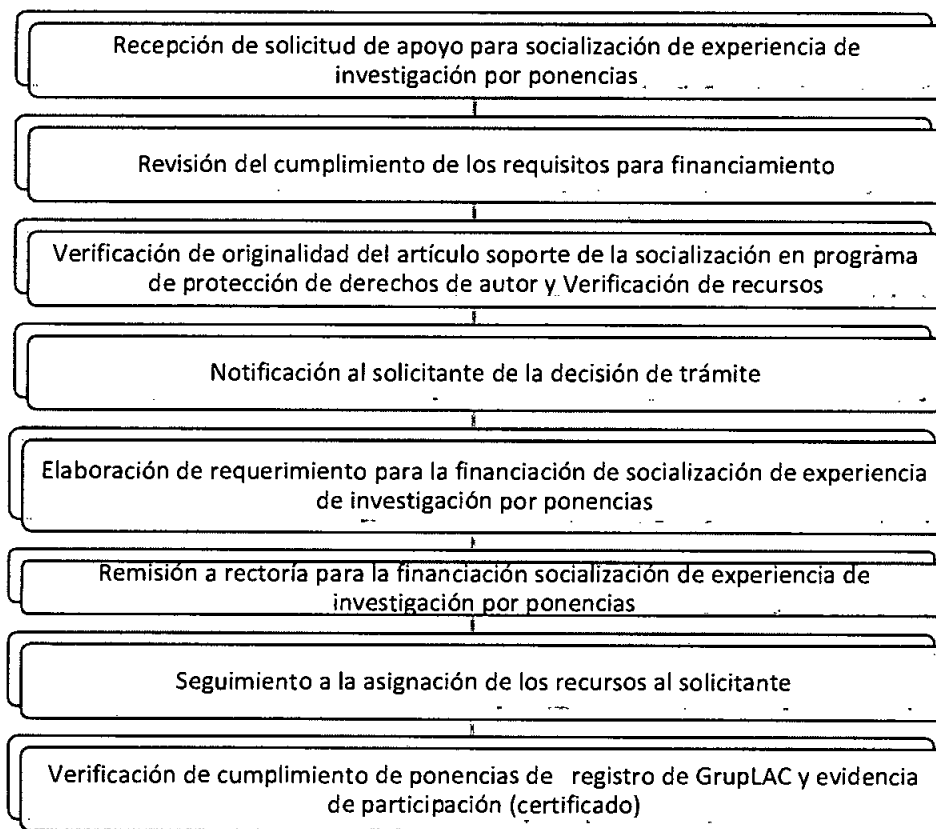 Recepción de solicitud de apoyo para socialización de experiencia de
investigación por ponencias
Revisión del cumplimiento de los requisitos para financiamiento
Verificación de originalidad del artículo soporte de la socialización en programa
de protección de derechos de autor y Verificación de recursos
Notificación al solicitante de la decisión de trámite
Elaboración de requerimiento para la financiación de socialización de experiencia
de investigación por ponencias
Remisión a rectoría para la financiación socialización de experiencia de
investigación por ponencias
Seguimiento a la asignación de los recursos al solicitante
Verificación de cumplimiento de ponencias de registro de GrupLAC y evidencia
de participación (certificado)